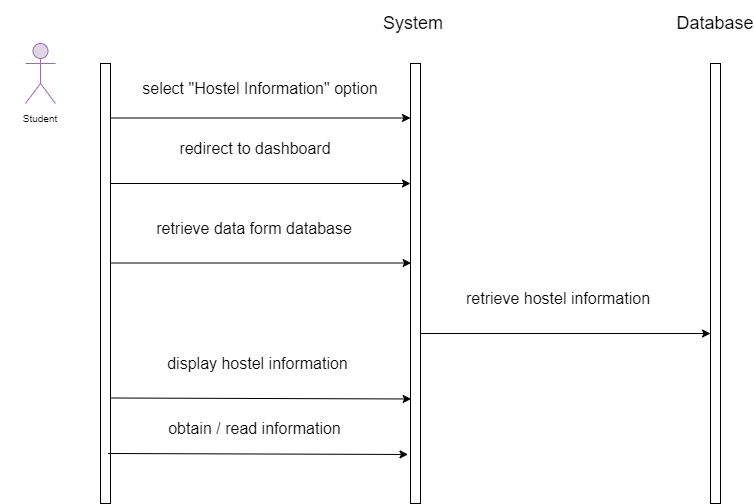 System
Database
Student
select "Hostel Information" option
redirect to dashboard
retrieve data form database
retrieve hostel information
display hostel information
obtain / read information